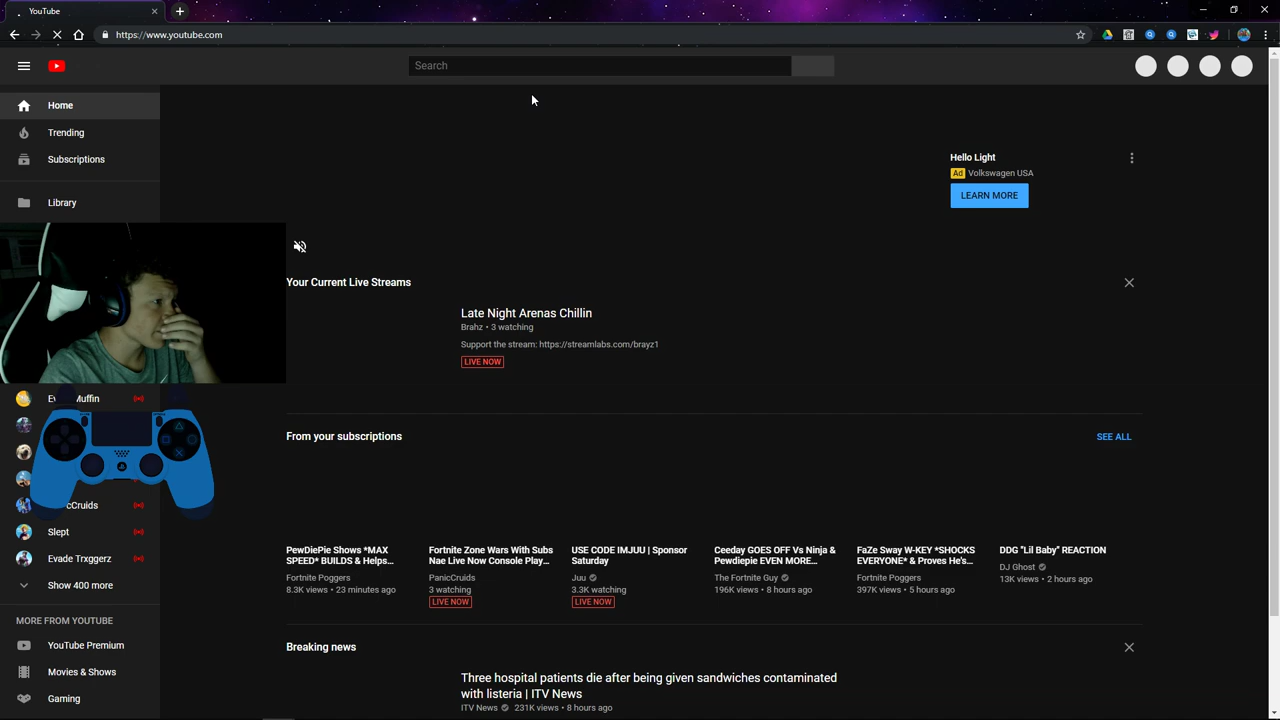 YouTube
https://www.youtube.com
Search
Home
Trending
Subscriptions
Library
Hello Light
Ad Volkswagen USA
LEARN MORE
Your Current Live Streams
Late Night Arenas Chillin
Brahz • 3 watching
Support the stream: https://streamlabs.com/brayz1
LIVE NOW
Muffin
Cruids
Slept
Evade Trxggerz
Show 400 more
MORE FROM YOUTUBE
YouTube Premium
Movies & Shows
Gaming
From your subscriptions
SEE ALL
PewDiePie Shows *MAX
SPEED* BUILDS & Helps...
Fortnite Poggers
8.3K views • 23 minutes ago
Fortnite Zone Wars With Subs
Nae Live Now Console Play...
PanicCruids
3 watching
LIVE NOW
USE CODE IMJUU | Sponsor
Saturday
Juu
3.3K watching
LIVE NOW
Ceeday GOES OFF Vs Ninja &
Pewdiepie EVEN MORE...
The Fortnite Guy
196K views • 8 hours ago
FaZe Sway W-KEY *SHOCKS
EVERYONE* & Proves He's...
Fortnite Poggers
397K views • 5 hours ago
DDG "Lil Baby" REACTION
DJ Ghost
13K views • 2 hours ago
Breaking news
Three hospital patients die after being given sandwiches contaminated
with listeria | ITV News
ITV News 231K views • 8 hours ago